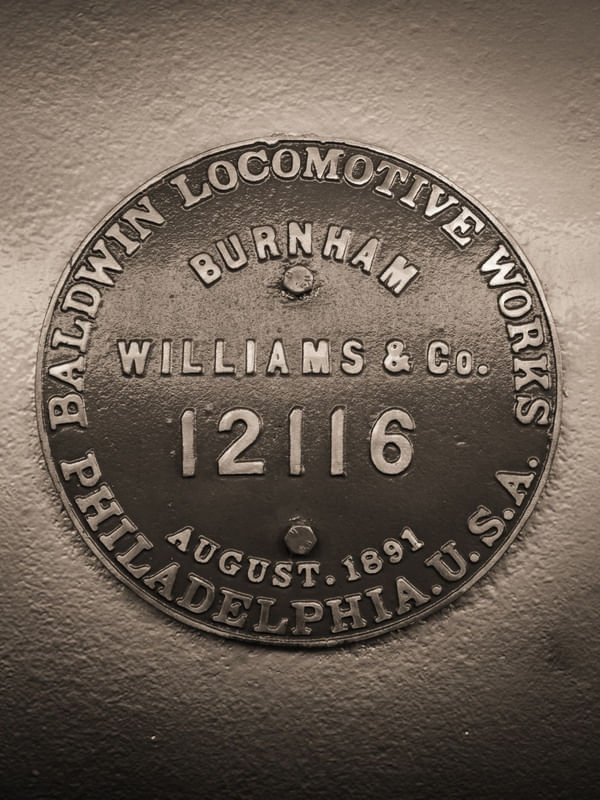 BALDWIN LOCOMOTIVE WORKS
BURNHAM
WILLIAMS & Co.
12116
AUGUST. 1891
PHILADELPHIA. U.S.A.